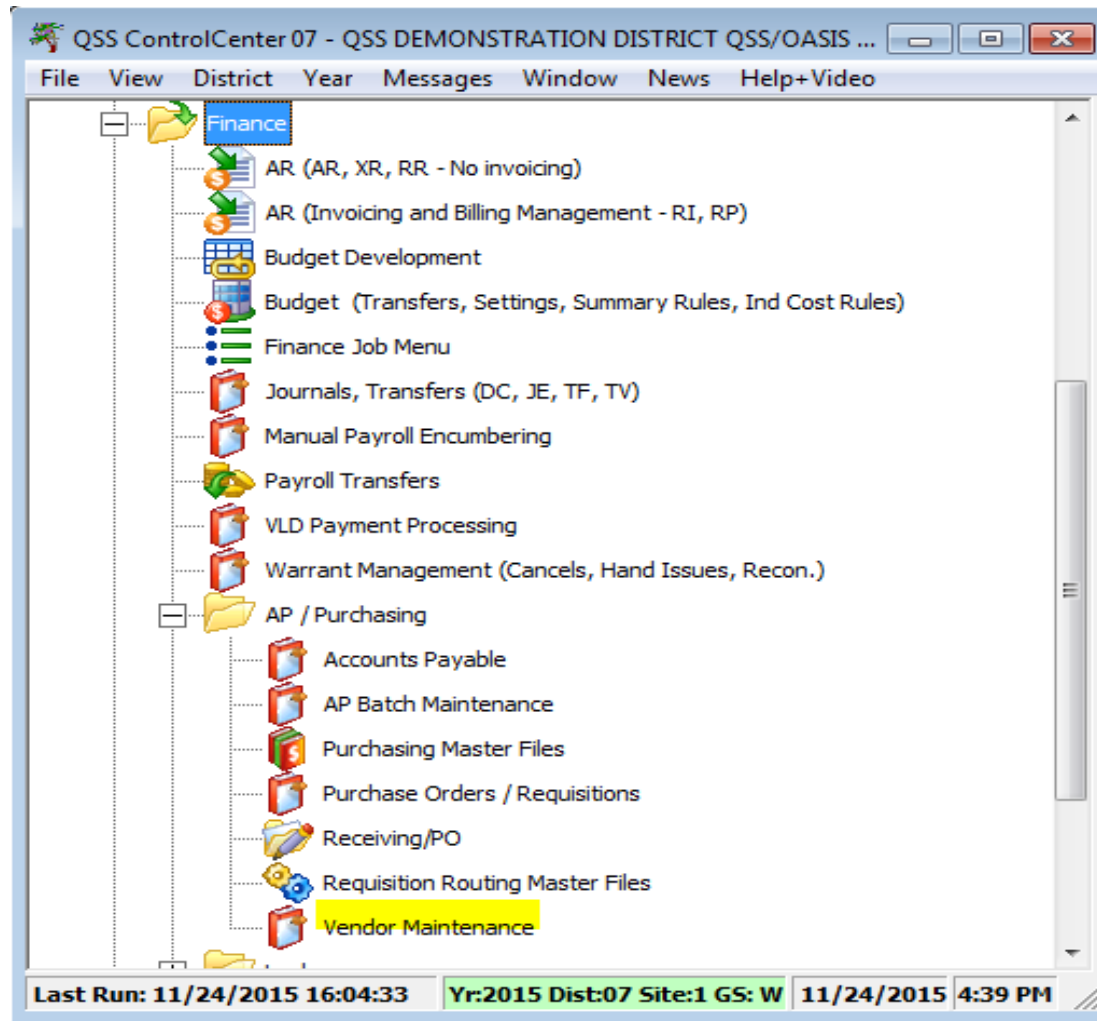 QSS ControlCenter 07 - QSS DEMONSTRATION DISTRICT QSS/OASIS ...
File View District Year Messages Window News Help+Video
Finance
AR (AR, XR, RR - No invoicing)
AR (Invoicing and Billing Management - RI, RP)
Budget Development
Budget (Transfers, Settings, Summary Rules, Ind Cost Rules)
Finance Job Menu
Journals, Transfers (DC, JE, TF, TV)
Manual Payroll Encumbering
Payroll Transfers
VLD Payment Processing
Warrant Management (Cancels, Hand Issues, Recon.)
AP / Purchasing
Accounts Payable
AP Batch Maintenance
Purchasing Master Files
Purchase Orders / Requisitions
Receiving/PO
Requisition Routing Master Files
Vendor Maintenance
Last Run: 11/24/2015 16:04:33 Yr:2015 Dist:07 Site:1 GS: W 11/24/2015 4:39 PM